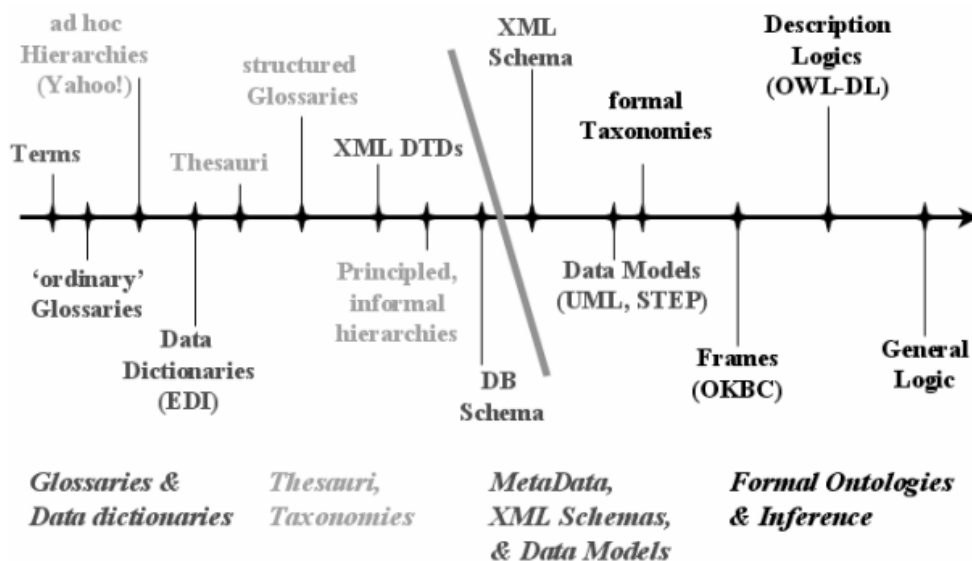 ad hoc
Hierarchies
(Yahoo!)
structured
Glossaries
XML
Schema
Description
Logics
(OWL-DL)
formal
Taxonomies
Terms
Thesauri
XML DTDs
‘ordinary’
Glossaries
Data
Dictionaries
(EDI)
Principled,
informal
hierarchies
DB
Schema
Data Models
(UML, STEP)
Frames
(OKBC)
General
Logic
Glossaries &
Data dictionaries
Thesauri,
Taxonomies
MetaData,
XML Schemas,
& Data Models
Formal Ontologies
& Inference